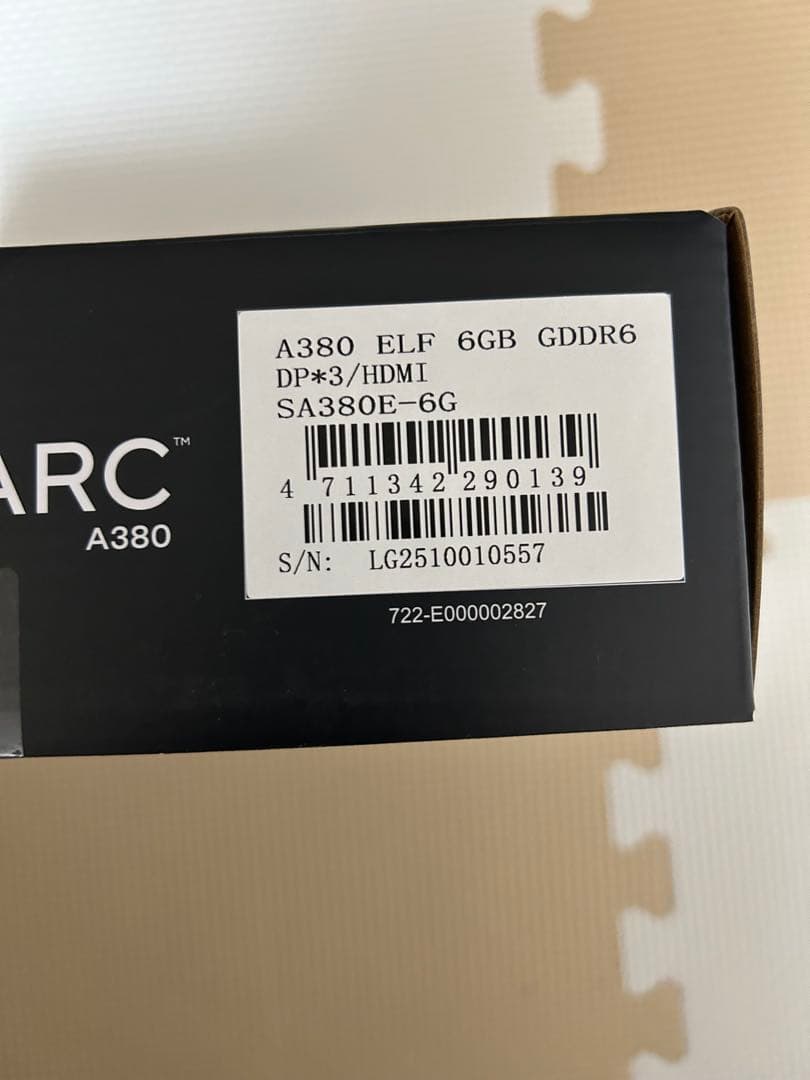 A380 ELF 6GB GDDR6
DP*3/HDMI
SA380E-6G
4 711342 290139
S/N: LG2510010557
722-E000002827
ARC™
A380